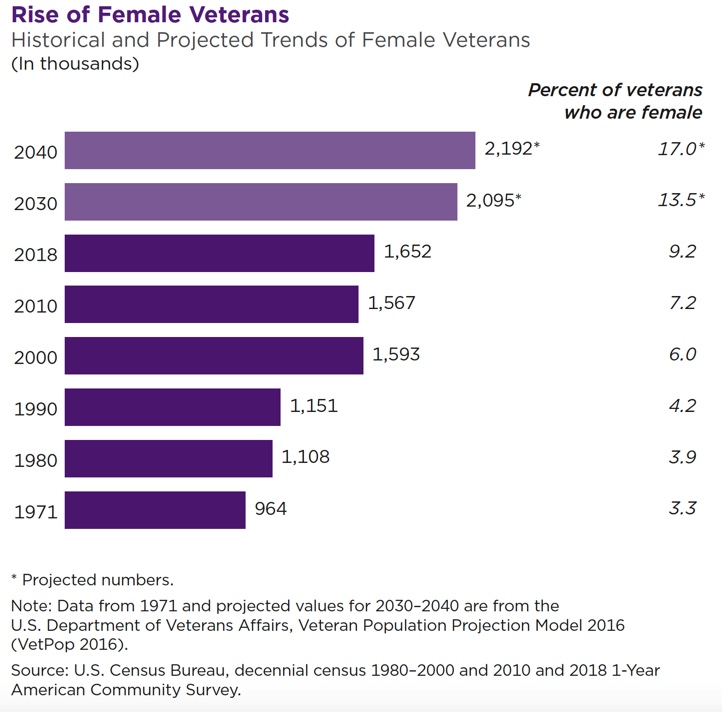 Rise of Female Veterans
Historical and Projected Trends of Female Veterans
(In thousands)
Percent of veterans
who are female
2040 2,192* 17.0*
2030 2,095* 13.5*
2018 1,652 9.2
2010 1,567 7.2
2000 1,593 6.0
1990 1,151 4.2
1980 1,108 3.9
1971 964 3.3
* Projected numbers.
Note: Data from 1971 and projected values for 2030–2040 are from the
U.S. Department of Veterans Affairs, Veteran Population Projection Model 2016
(VetPop 2016).
Source: U.S. Census Bureau, decennial census 1980–2000 and 2010 and 2018 1-Year
American Community Survey.